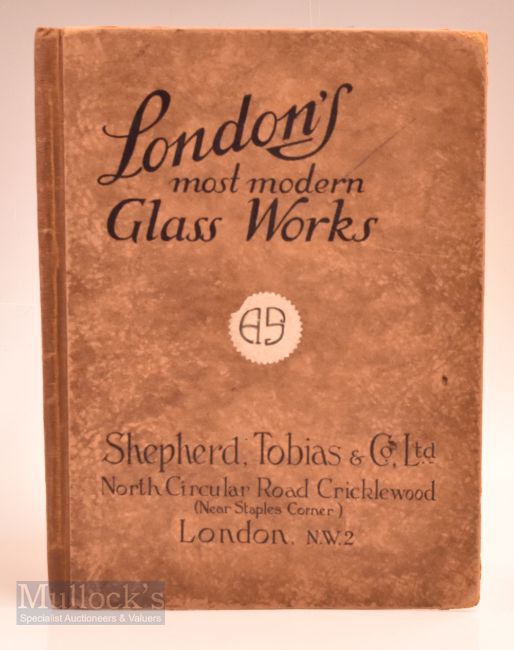 London's
most modern
Glass Works
AS
Shepherd, Tobias & Co., Ltd
North Circular Road Cricklewood
(Near Staples Corner)
London. N.W.2
Mullock's
Specialist Auctioneers & Valuers